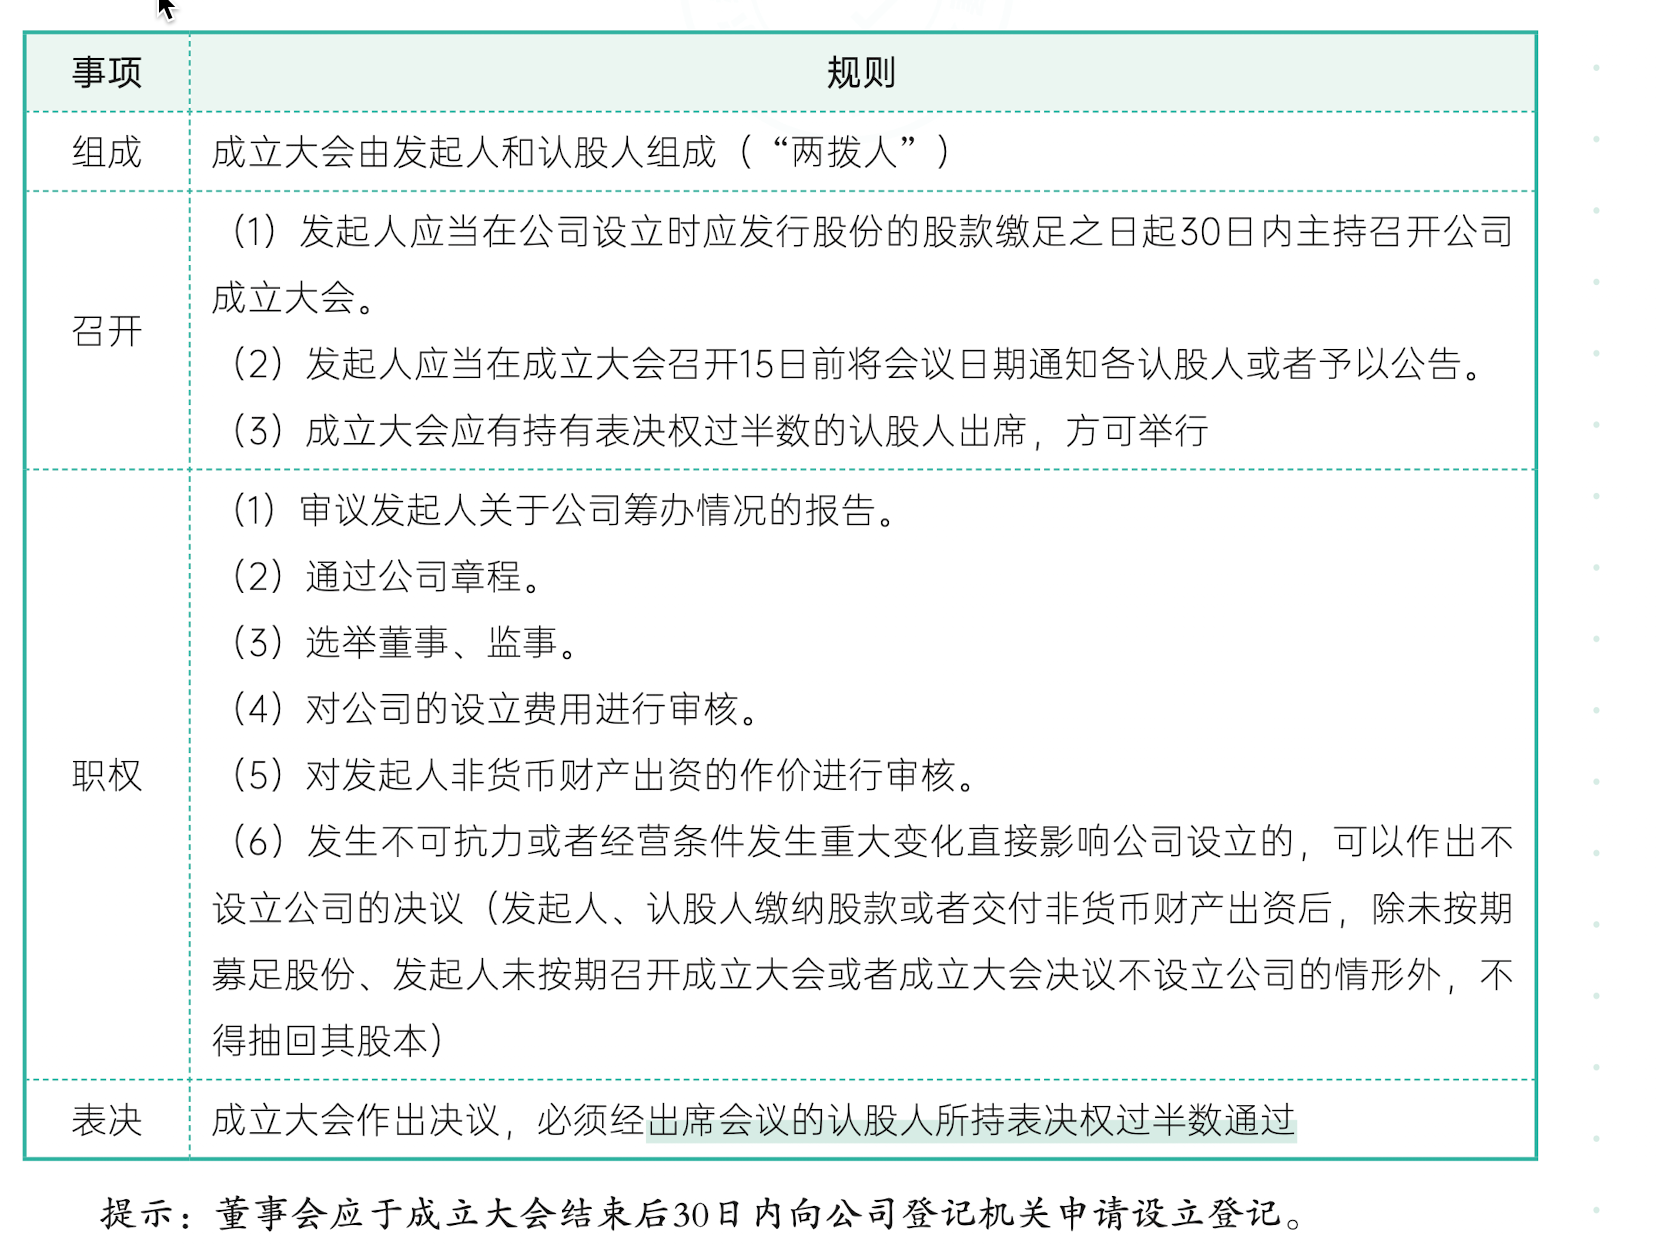 事项 规则
组成 成立大会由发起人和认股人组成（“两拨人”）
召开
（1）发起人应当在公司设立时应发行股份的股款缴足之日起30日内主持召开公司
成立大会。
（2）发起人应当在成立大会召开15日前将会议日期通知各认股人或者予以公告。
（3）成立大会应有持有表决权过半数的认股人出席，方可举行
职权
（1）审议发起人关于公司筹办情况的报告。
（2）通过公司章程。
（3）选举董事、监事。
（4）对公司的设立费用进行审核。
（5）对发起人非货币财产出资的作价进行审核。
（6）发生不可抗力或者经营条件发生重大变化直接影响公司设立的，可以作出不
设立公司的决议（发起人、认股人缴纳股款或者交付非货币财产出资后，除未按期
募足股份、发起人未按期召开成立大会或者成立大会决议不设立公司的情形外，不
得抽回其股本）
表决 成立大会作出决议，必须经出席会议的认股人所持表决权过半数通过
提示：董事会应于成立大会结束后30日内向公司登记机关申请设立登记。